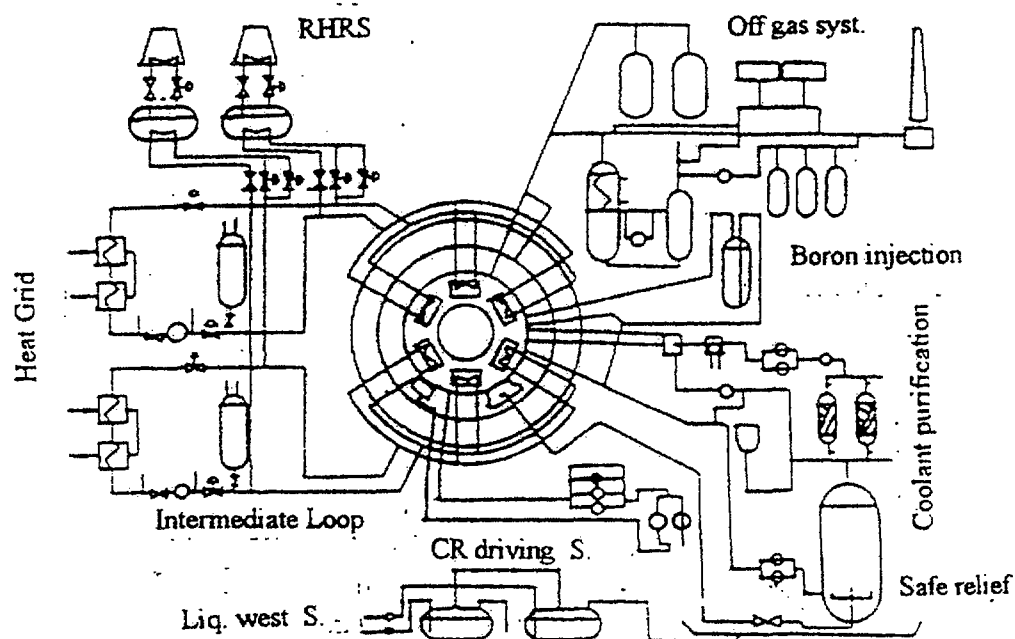 RHRS
Off gas syst.
Boron injection
Heat Grid
Coolant purification
Intermediate Loop
CR driving S.
Safe relief
Liq. west S.